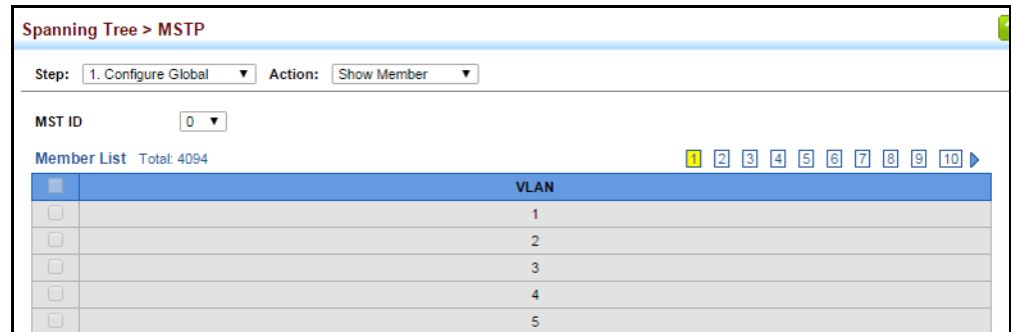 Spanning Tree > MSTP
Step: 1. Configure Global Action: Show Member
MST ID 0
Member List Total: 4094 1 2 3 4 5 6 7 8 9 10
VLAN
1
2
3
4
5